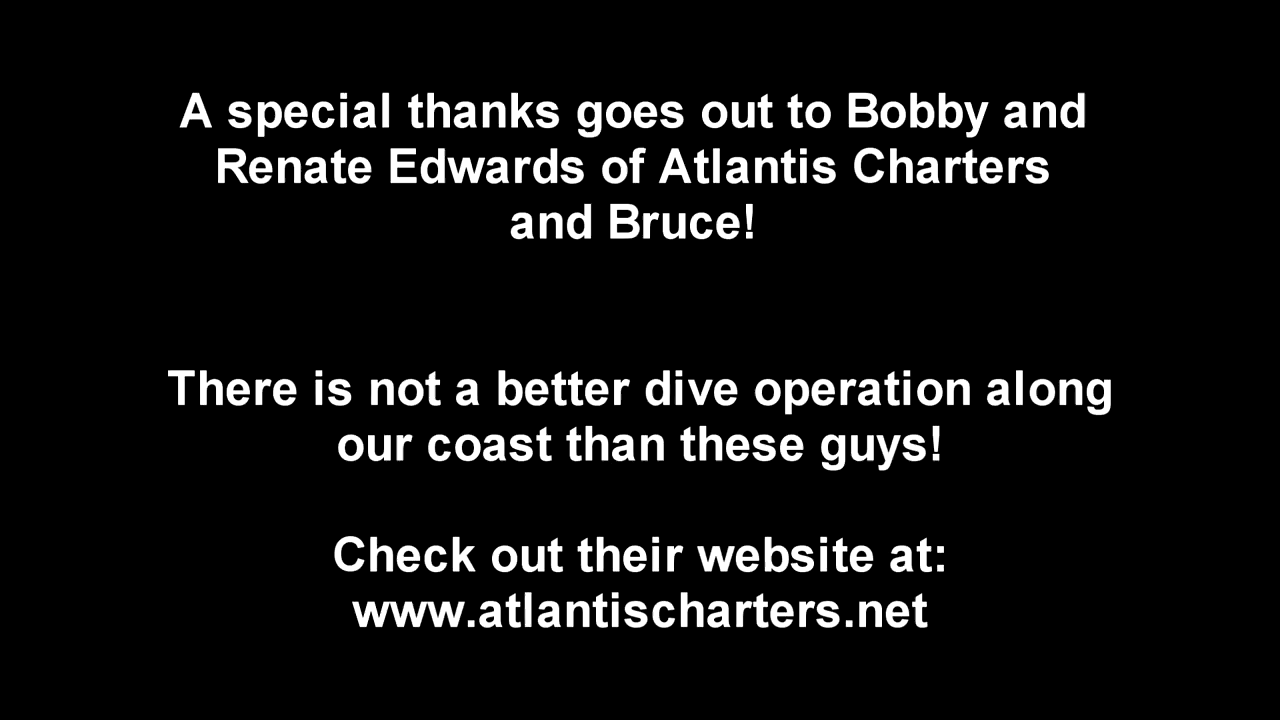 A special thanks goes out to Bobby and
Renate Edwards of Atlantis Charters
and Bruce!
There is not a better dive operation along
our coast than these guys!
Check out their website at:
www.atlantischarters.net